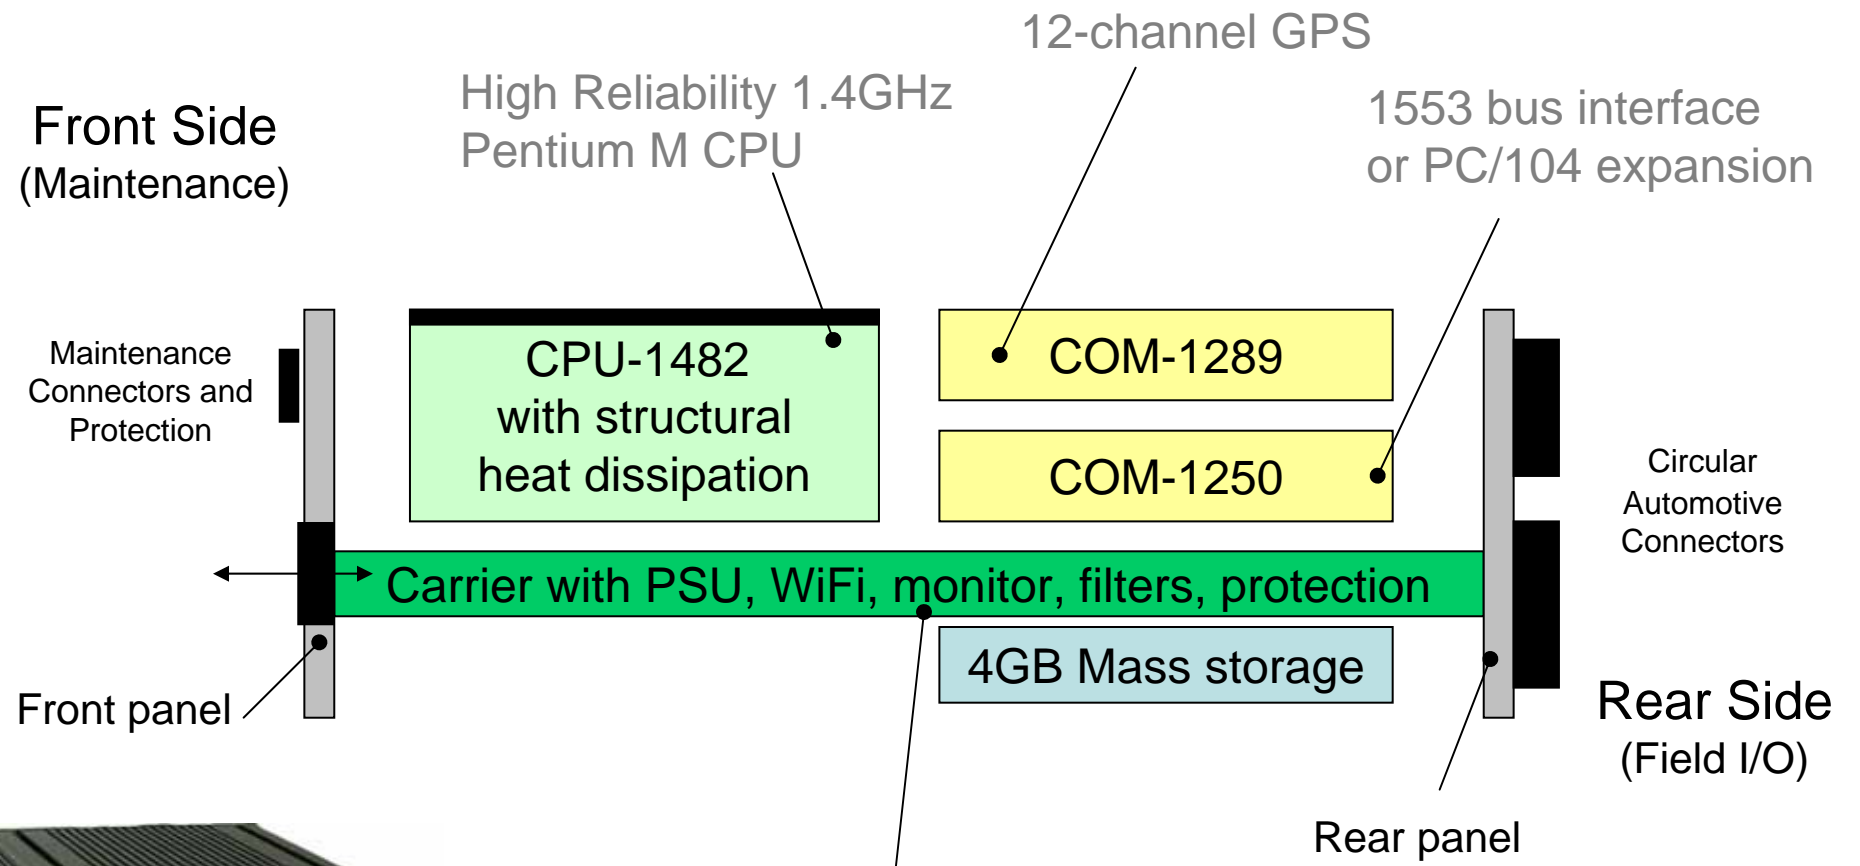 12-channel GPS
High Reliability 1.4GHz
Pentium M CPU
1553 bus interface
or PC/104 expansion
Front Side
(Maintenance)
Maintenance
Connectors and
Protection
CPU-1482
with structural
heat dissipation
COM-1289
COM-1250
Circular
Automotive
Connectors
Carrier with PSU, WiFi, monitor, filters, protection
4GB Mass storage
Front panel
Rear Side
(Field I/O)
Rear panel